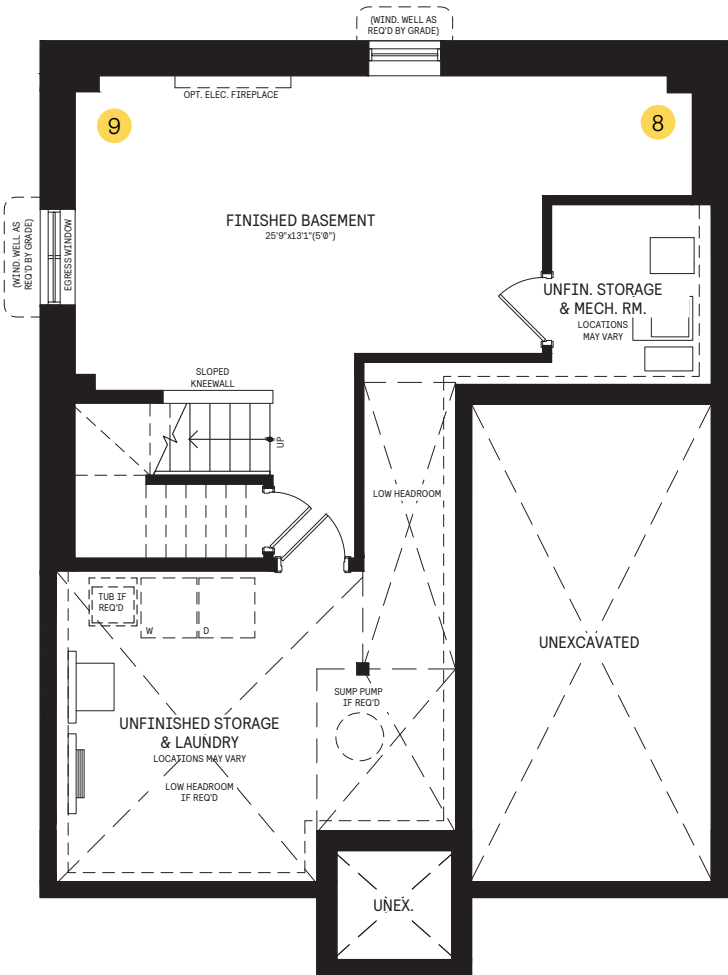 (WIND. WELL AS
REQ'D BY GRADE)
OPT. ELEC. FIREPLACE
9
8
(WIND. WELL AS
REQ'D BY GRADE)
EGRESS WINDOW
FINISHED BASEMENT
25'9"x13'1"(5'0")
UNFIN. STORAGE
& MECH. RM.
LOCATIONS
MAY VARY
SLOPED
KNEEWALL
UP
LOW HEADROOM
TUB IF
REQ'D
W
D
UNEXCAVATED
SUMP PUMP
IF REQ'D
UNFINISHED STORAGE
& LAUNDRY
LOCATIONS MAY VARY
LOW HEADROOM
IF REQ'D
UNEX.